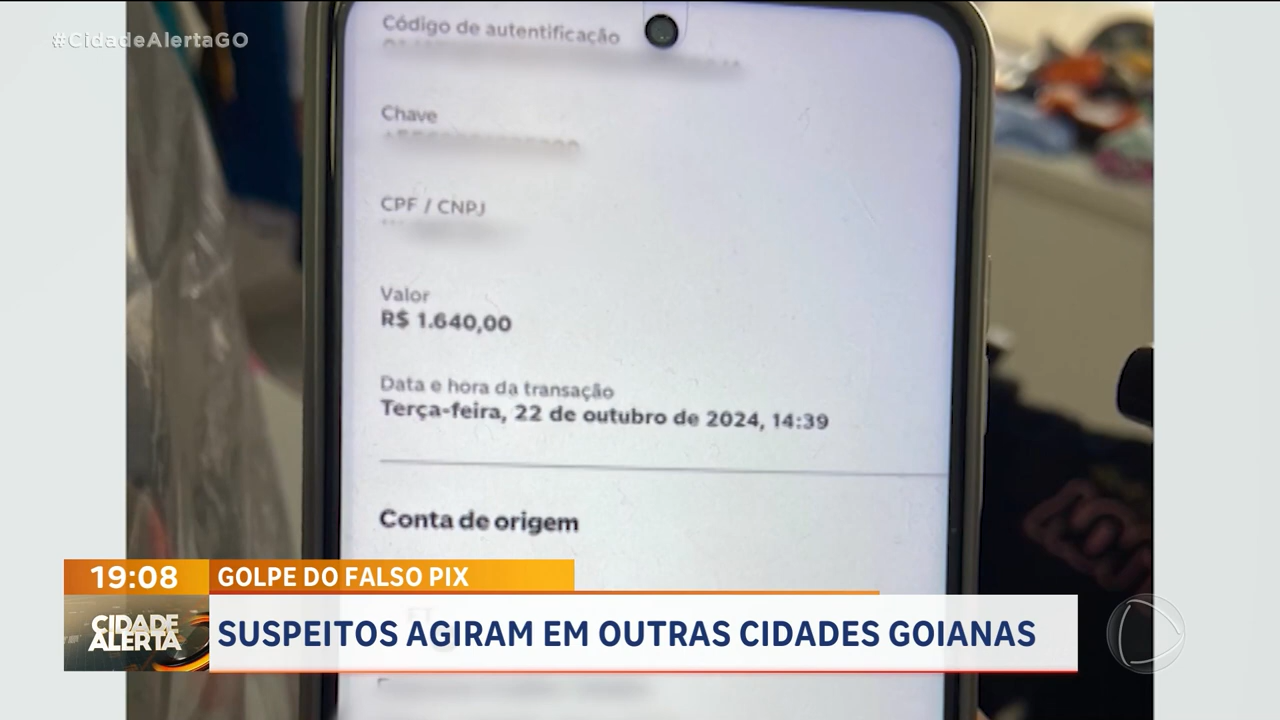 #CidadeAlertaGO
Código de autentificação
Chave
CPF / CNPJ
Valor
R$ 1.640,00
Data e hora da transação
Terça-feira, 22 de outubro de 2024, 14:39
Conta de origem
19:08
GOLPE DO FALSO PIX
CIDADE
ALERTA
SUSPEITOS AGIRAM EM OUTRAS CIDADES GOIANAS